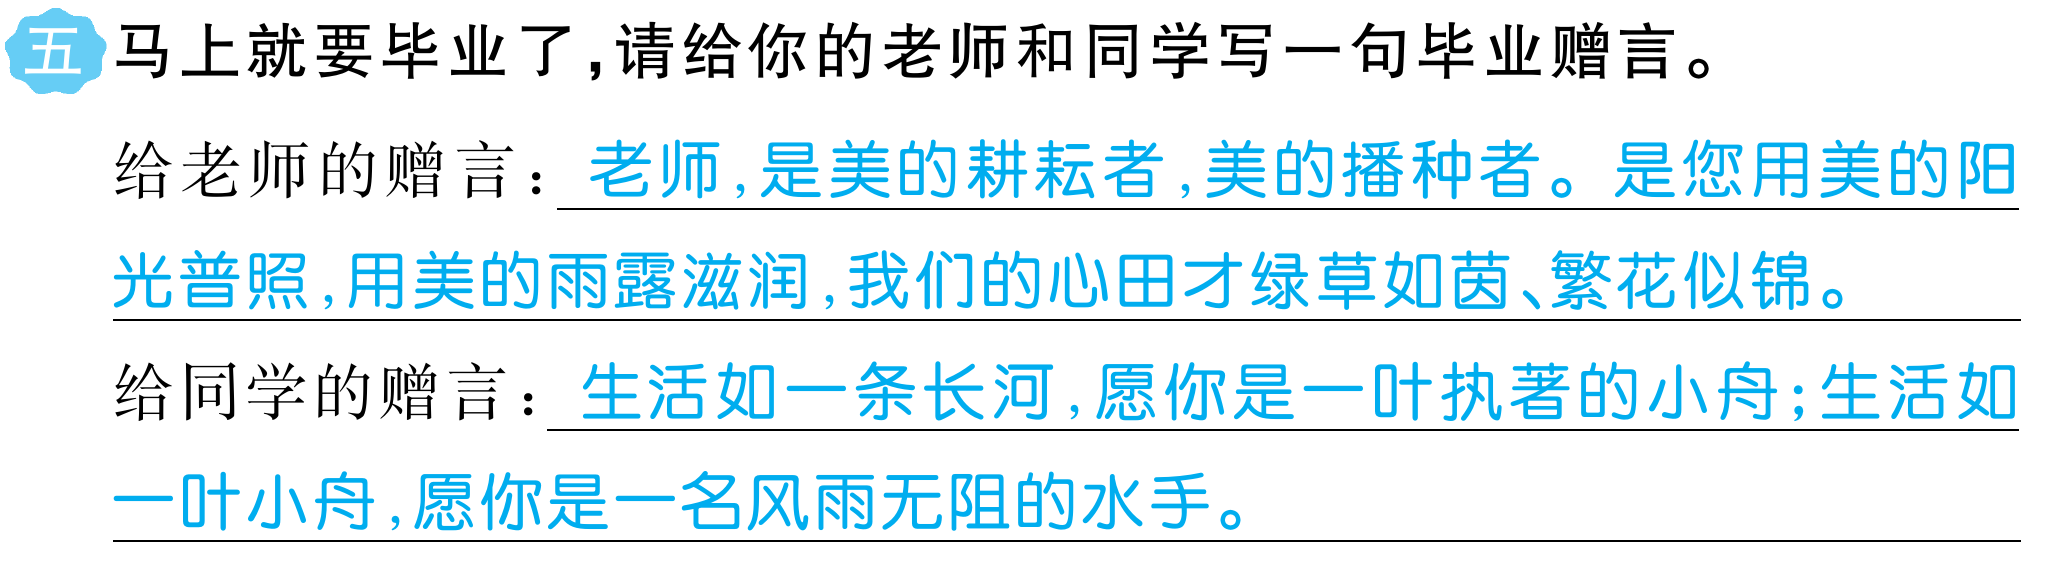 五 马上就要毕业了,请给你的老师和同学写一句毕业赠言。
给老师的赠言：老师,是美的耕耘者,美的播种者。是您用美的阳
光普照,用美的雨露滋润,我们的心田才绿草如茵、繁花似锦。
给同学的赠言：生活如一条长河,愿你是一叶执著的小舟;生活如
一叶小舟,愿你是一名风雨无阻的水手。